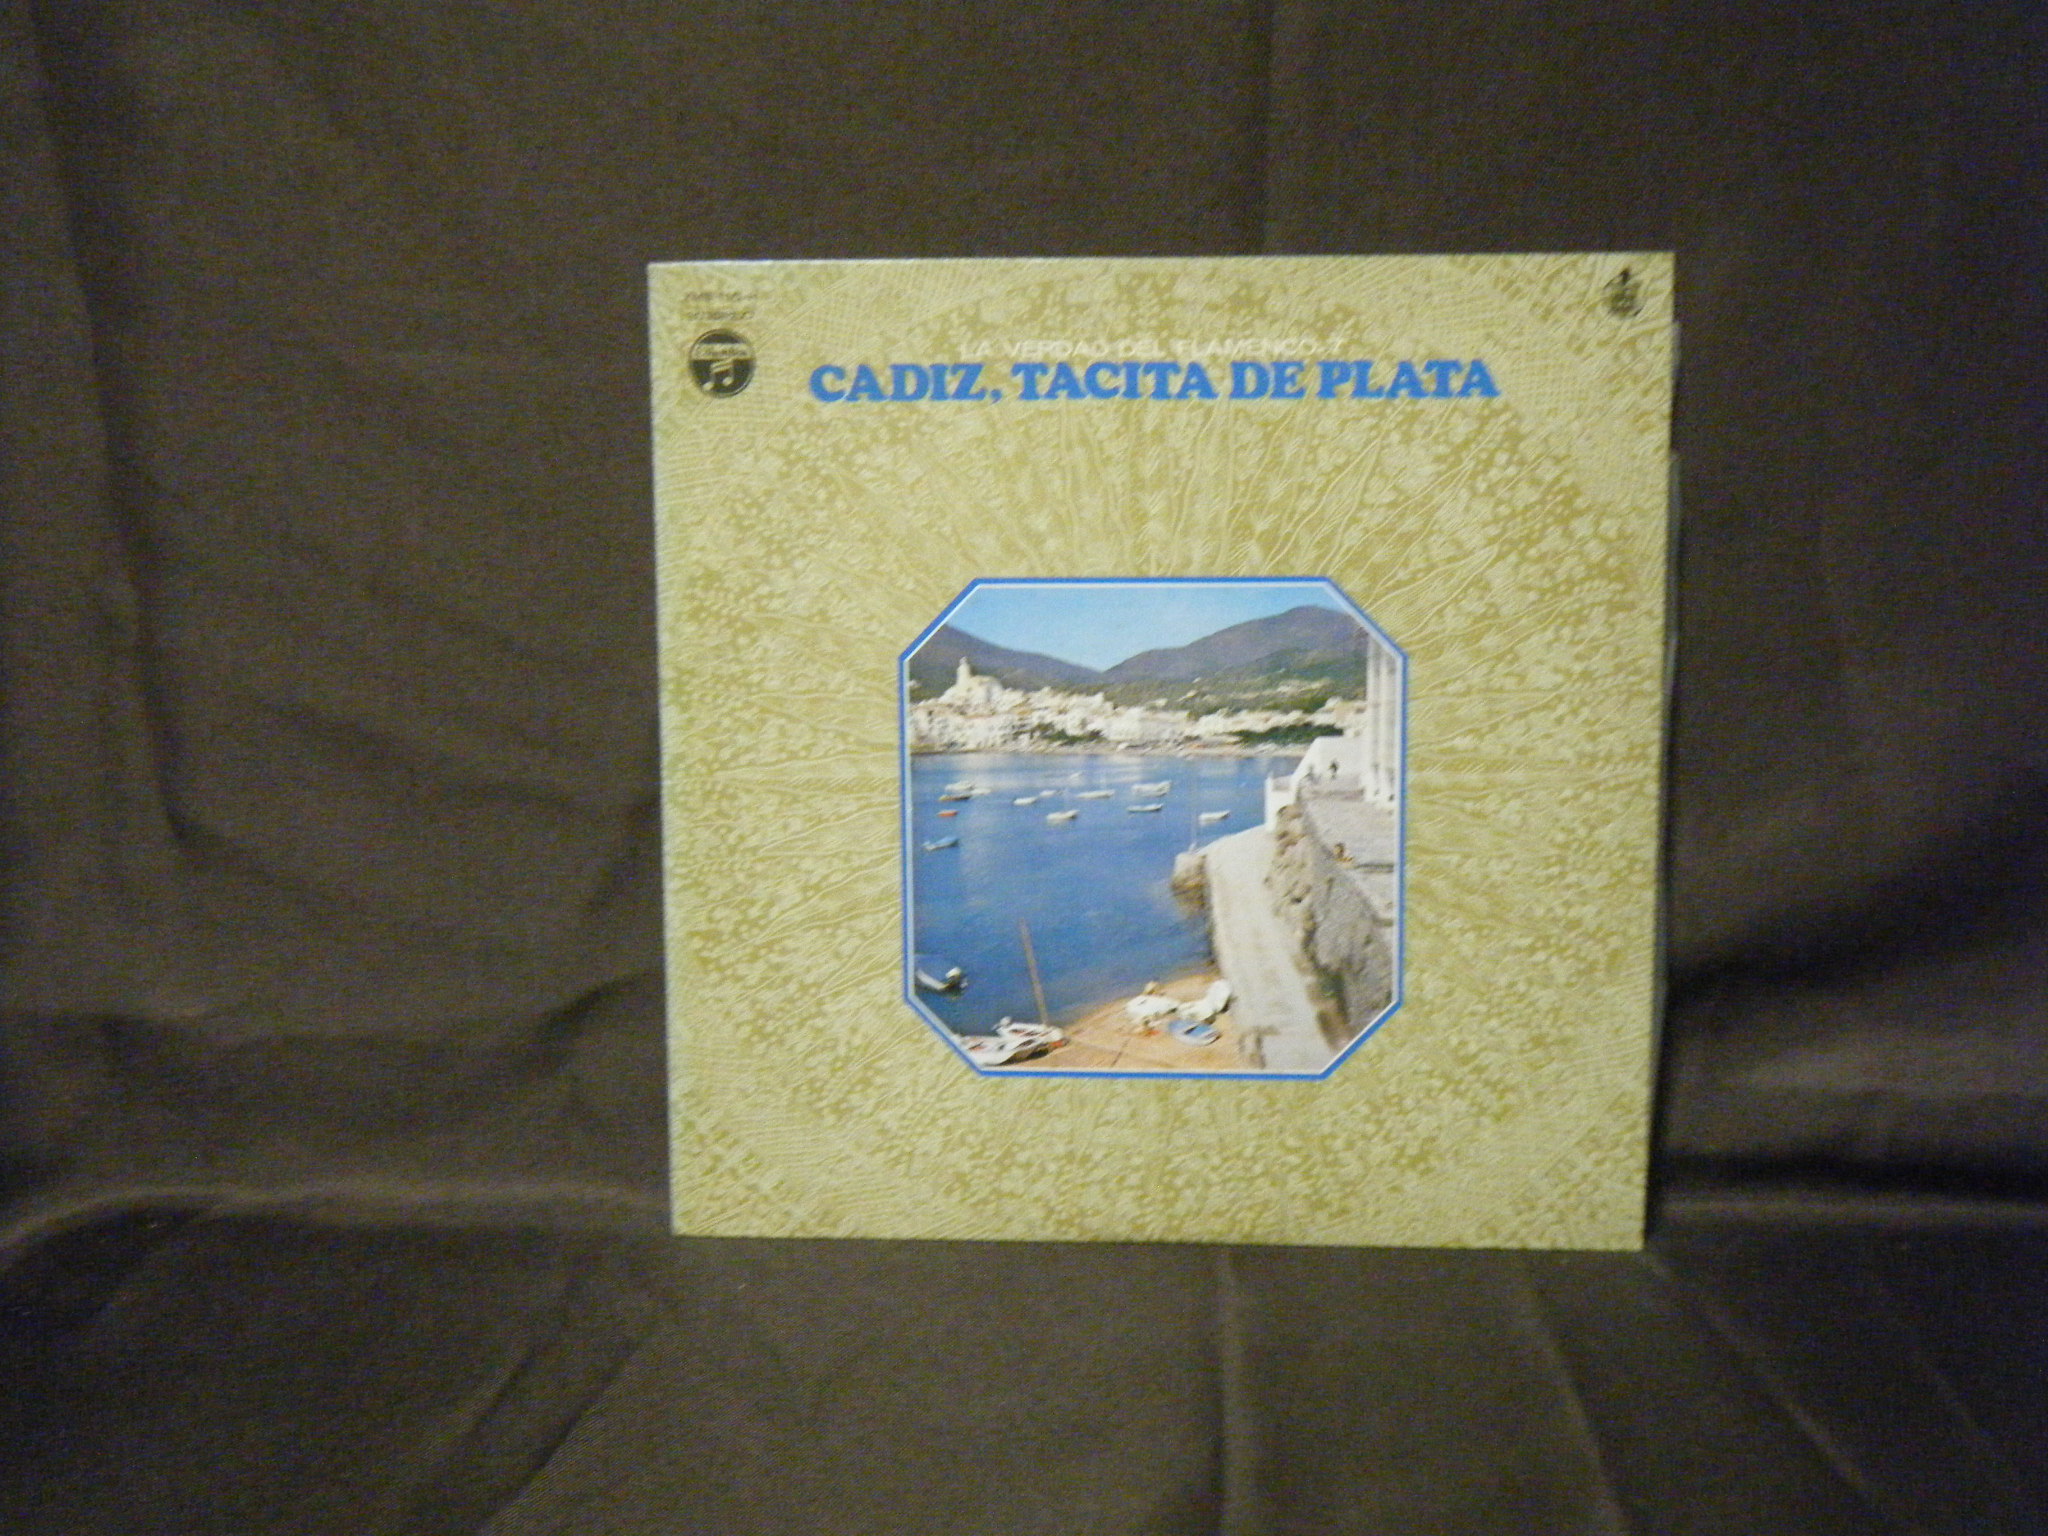 LA VERDAD DEL FLAMENCO-7
CADIZ, TACITA DE PLATA